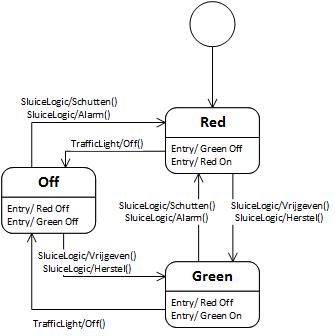 SluiceLogic/Schutten()
SluiceLogic/Alarm()
Red
Entry/ Green Off
Entry/ Red On
TrafficLight/Off()
Off
Entry/ Red Off
Entry/ Green Off
SluiceLogic/Schutten()
SluiceLogic/Alarm()
SluiceLogic/Vrijgeven()
SluiceLogic/Herstel()
SluiceLogic/Vrijgeven()
SluiceLogic/Herstel()
Green
Entry/ Red Off
Entry/ Green On
TrafficLight/Off()